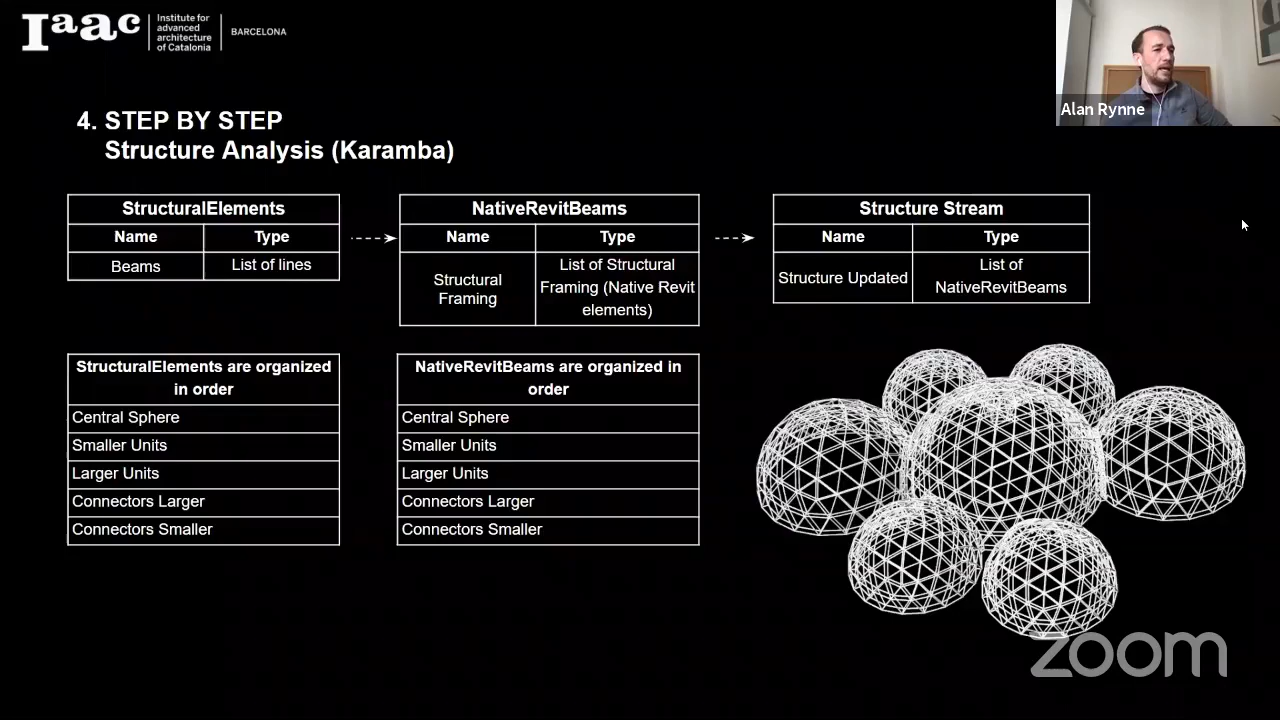 Iaac
Institute for
advanced
architecture
of Catalonia
BARCELONA
Alan Rynne
4. STEP BY STEP
Structure Analysis (Karamba)
StructuralElements
Name Type
Beams List of lines
NativeRevitBeams
Name Type
Structural
Framing
List of Structural
Framing (Native Revit
elements)
Structure Stream
Name Type
Structure Updated
List of
NativeRevitBeams
StructuralElements are organized
in order
Central Sphere
Smaller Units
Larger Units
Connectors Larger
Connectors Smaller
NativeRevitBeams are organized in
order
Central Sphere
Smaller Units
Larger Units
Connectors Larger
Connectors Smaller
zoom